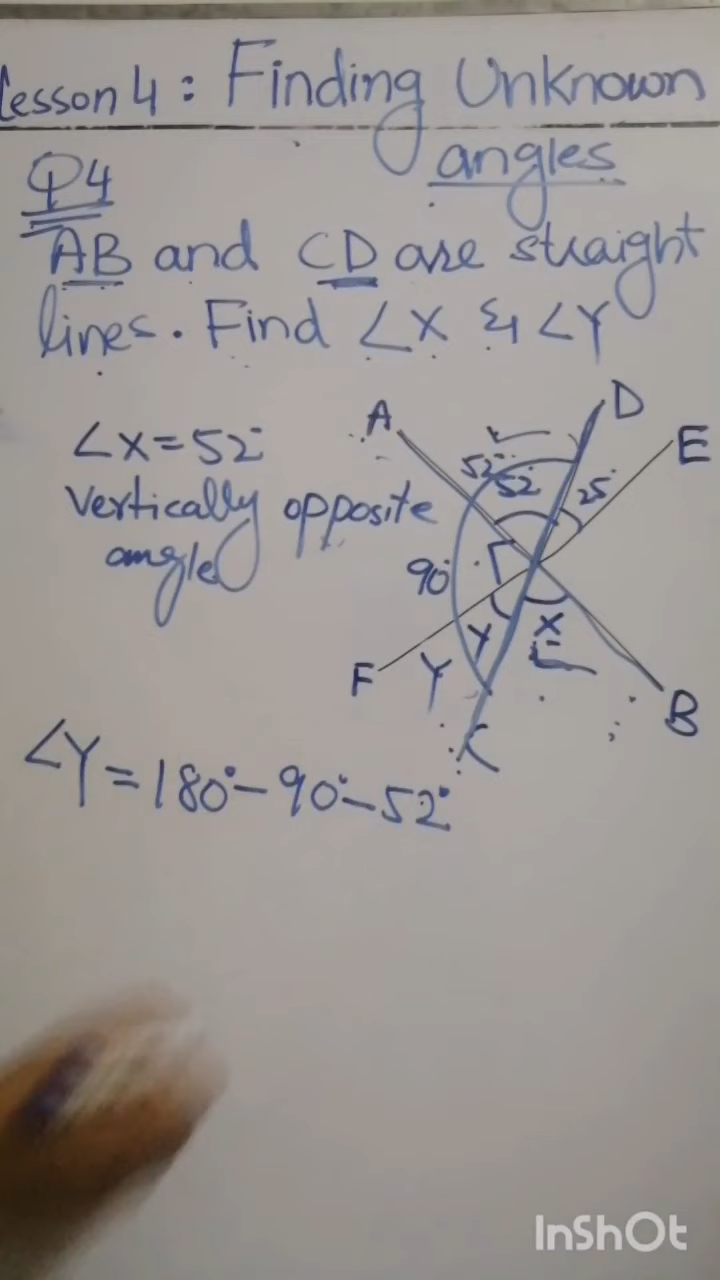 Lesson 4 : Finding Unknown
angles
Q4
AB and CD are straight
lines. Find ∠X & ∠Y
∠X = 52°
Vertically opposite
angle
A
D
E
52°
52°
25°
90°
X
Y
Y
F
B
C
∠Y = 180° - 90° - 52°
InShOt